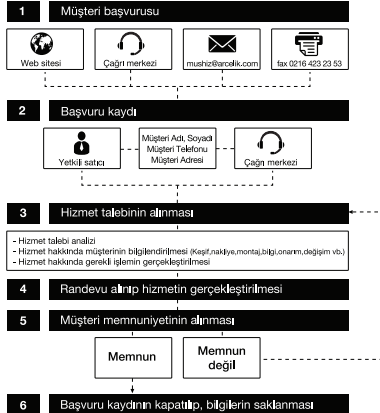 1 Müşteri başvurusu
Web sitesi
Çağrı merkezi
mushiz@arcelik.com
fax 0216 423 23 53
2 Başvuru kaydı
Yetkili satıcı
Müşteri Adı, Soyadı
Müşteri Telefonu
Müşteri Adresi
Çağrı merkezi
3 Hizmet talebinin alınması
- Hizmet talebi analizi
- Hizmet hakkında müşterinin bilgilendirilmesi (Keşif,nakliye,montaj,bilgi,onarım,değişim vb.)
- Hizmet hakkında gerekli işlemin gerçekleştirilmesi
4 Randevu alınıp hizmetin gerçekleştirilmesi
5 Müşteri memnuniyetinin alınması
Memnun
Memnun
değil
6 Başvuru kaydının kapatılıp, bilgilerin saklanması